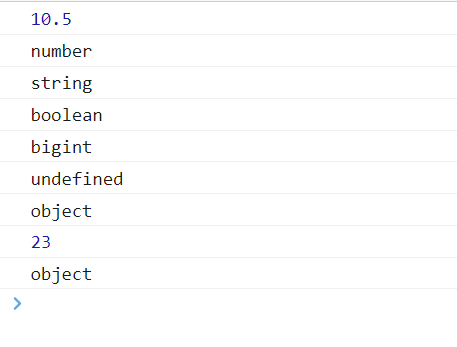 10.5
number
string
boolean
bigint
undefined
object
23
object